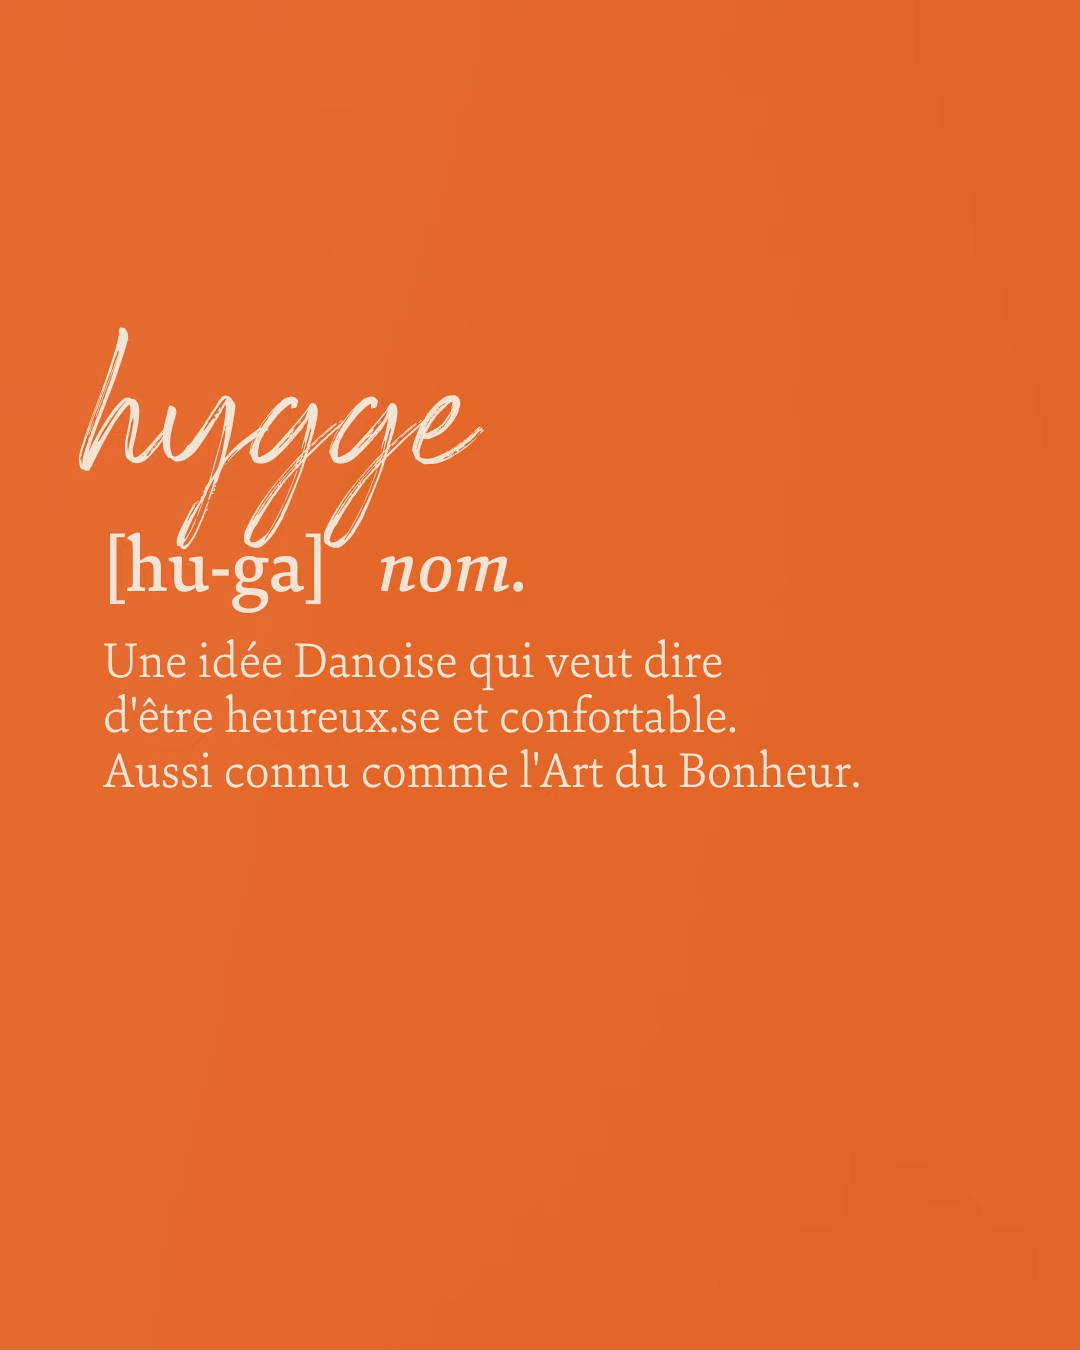 hygge
[hu-ga] nom.
Une idée Danoise qui veut dire
d'être heureux.se et confortable.
Aussi connu comme l'Art du Bonheur.